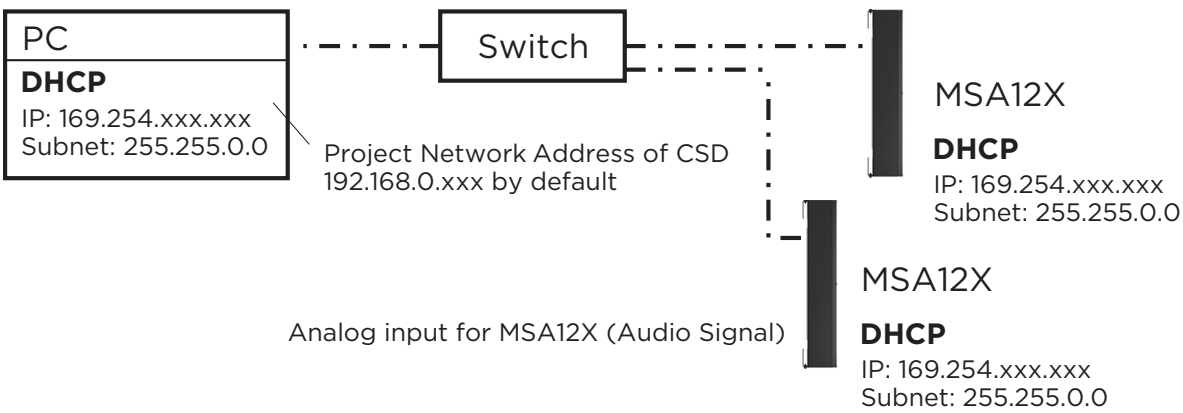 PC
DHCP
IP: 169.254.xxx.xxx
Subnet: 255.255.0.0
Switch
Project Network Address of CSD
192.168.0.xxx by default
MSA12X
DHCP
IP: 169.254.xxx.xxx
Subnet: 255.255.0.0
Analog input for MSA12X (Audio Signal)
MSA12X
DHCP
IP: 169.254.xxx.xxx
Subnet: 255.255.0.0